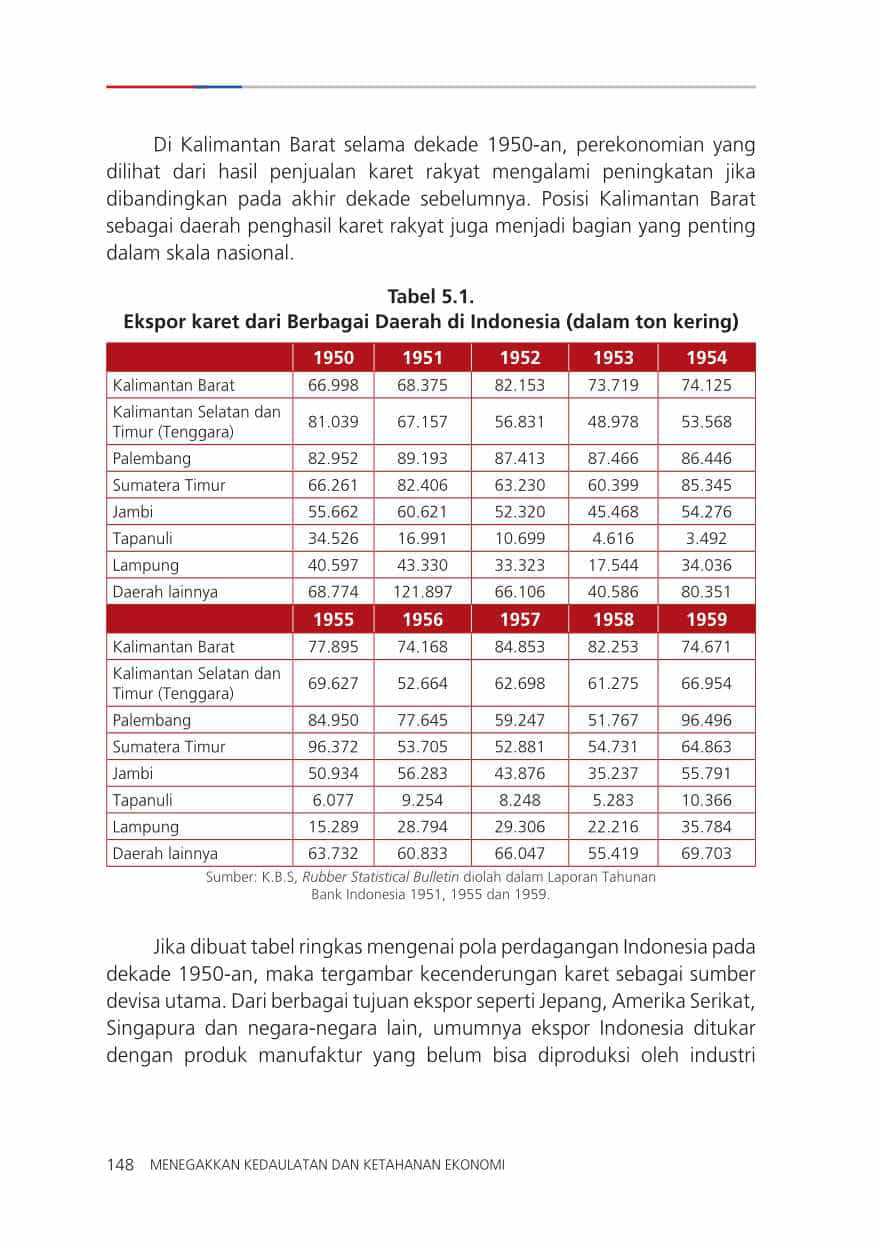 Di Kalimantan Barat selama dekade 1950-an, perekonomian yang
dilihat dari hasil penjualan karet rakyat mengalami peningkatan jika
dibandingkan pada akhir dekade sebelumnya. Posisi Kalimantan Barat
sebagai daerah penghasil karet rakyat juga menjadi bagian yang penting
dalam skala nasional.
Tabel 5.1.
Ekspor karet dari Berbagai Daerah di Indonesia (dalam ton kering)
1950 1951 1952 1953 1954
Kalimantan Barat 66.998 68.375 82.153 73.719 74.125
Kalimantan Selatan dan
Timur (Tenggara) 81.039 67.157 56.831 48.978 53.568
Palembang 82.952 89.193 87.413 87.466 86.446
Sumatera Timur 66.261 82.406 63.230 60.399 85.345
Jambi 55.662 60.621 52.320 45.468 54.276
Tapanuli 34.526 16.991 10.699 4.616 3.492
Lampung 40.597 43.330 33.323 17.544 34.036
Daerah lainnya 68.774 121.897 66.106 40.586 80.351
1955 1956 1957 1958 1959
Kalimantan Barat 77.895 74.168 84.853 82.253 74.671
Kalimantan Selatan dan
Timur (Tenggara) 69.627 52.664 62.698 61.275 66.954
Palembang 84.950 77.645 59.247 51.767 96.496
Sumatera Timur 96.372 53.705 52.881 54.731 64.863
Jambi 50.934 56.283 43.876 35.237 55.791
Tapanuli 6.077 9.254 8.248 5.283 10.366
Lampung 15.289 28.794 29.306 22.216 35.784
Daerah lainnya 63.732 60.833 66.047 55.419 69.703
Sumber: K.B.S, Rubber Statistical Bulletin diolah dalam Laporan Tahunan
Bank Indonesia 1951, 1955 dan 1959.
Jika dibuat tabel ringkas mengenai pola perdagangan Indonesia pada
dekade 1950-an, maka tergambar kecenderungan karet sebagai sumber
devisa utama. Dari berbagai tujuan ekspor seperti Jepang, Amerika Serikat,
Singapura dan negara-negara lain, umumnya ekspor Indonesia ditukar
dengan produk manufaktur yang belum bisa diproduksi oleh industri
148 MENEGAKKAN KEDAULATAN DAN KETAHANAN EKONOMI